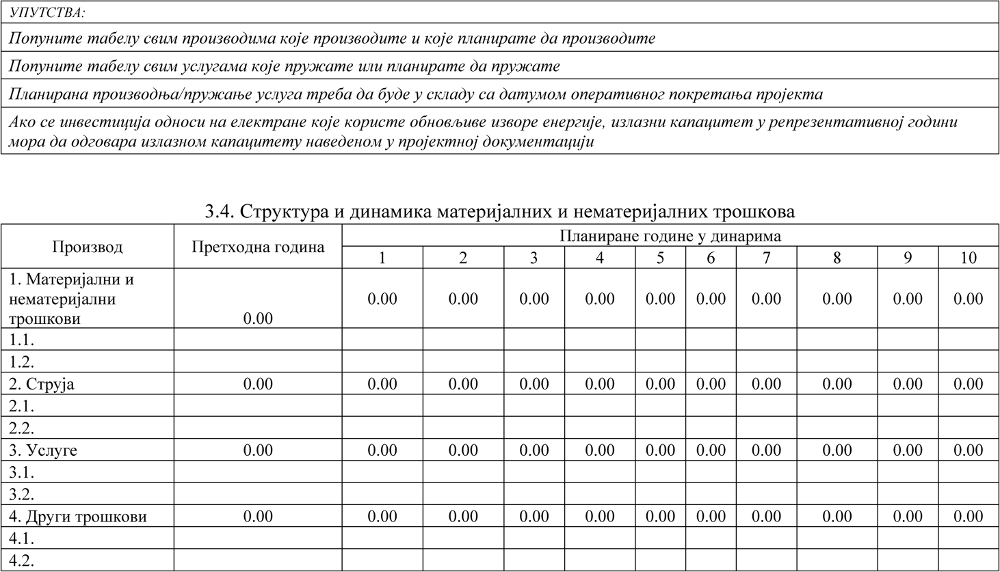 УПУТСТВА:
Попуните табелу свим производима које производите и које планирате да производите
Попуните табелу свим услугама које пружате или планирате да пружате
Планирана производња/пружање услуга треба да буде у складу са датумом оперативног покретања пројекта
Ако се инвестиција односи на електране које користе обновљиве изворе енергије, излазни капацитет у репрезентативној години
мора да одговара излазном капацитету наведеном у пројектној документацији
3.4. Структура и динамика материјалних и нематеријалних трошкова
Производ Претходна година Планиране године у динарима
1 2 3 4 5 6 7 8 9 10
1. Материјални и
нематеријални
трошкови 0.00 0.00 0.00 0.00 0.00 0.00 0.00 0.00 0.00 0.00 0.00
1.1.
1.2.
2. Струја 0.00 0.00 0.00 0.00 0.00 0.00 0.00 0.00 0.00 0.00 0.00
2.1.
2.2.
3. Услуге 0.00 0.00 0.00 0.00 0.00 0.00 0.00 0.00 0.00 0.00 0.00
3.1.
3.2.
4. Други трошкови 0.00 0.00 0.00 0.00 0.00 0.00 0.00 0.00 0.00 0.00 0.00
4.1.
4.2.